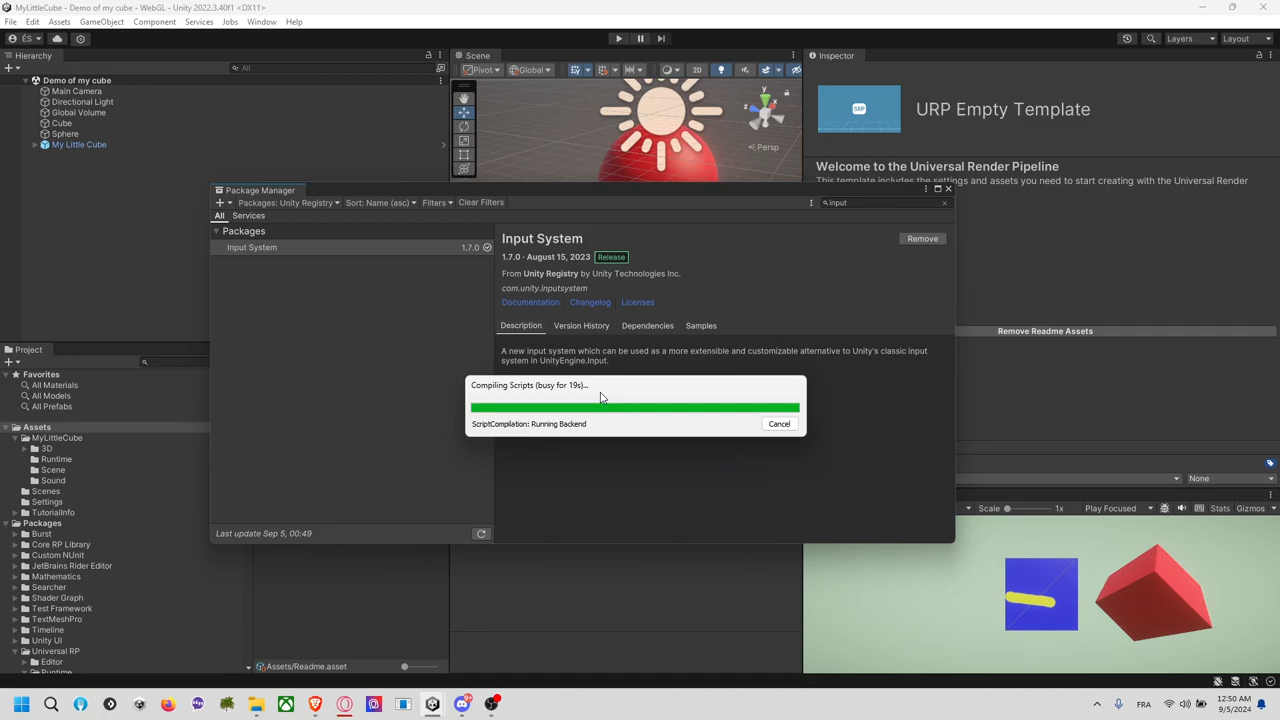 MyLittleCube - Demo of my cube - WebGL - Unity 2022.3.40f1 <DX11>
File Edit Assets GameObject Component Services Jobs Window Help
ÉS Layers Layout
Hierarchy
All
Demo of my cube
Main Camera
Directional Light
Global Volume
Cube
Sphere
My Little Cube
Scene
Pivot Global 2D
y
z
Persp
Inspector
SRP
URP Empty Template
Welcome to the Universal Render Pipeline
This template includes the settings and assets you need to start creating with the Universal Render
Package Manager
Packages: Unity Registry Sort: Name (asc) Filters Clear Filters input
All Services
Packages
Input System 1.7.0
Last update Sep 5, 00:49
Input System
Remove
1.7.0 · August 15, 2023 Release
From Unity Registry by Unity Technologies Inc.
com.unity.inputsystem
Documentation Changelog Licenses
Description Version History Dependencies Samples
A new input system which can be used as a more extensible and customizable alternative to Unity's classic input
system in UnityEngine.Input.
Compiling Scripts (busy for 19s)...
ScriptCompilation: Running Backend
Cancel
Remove Readme Assets
None
Scale 1x Play Focused Stats Gizmos
Project
Favorites
All Materials
All Models
All Prefabs
Assets
MyLittleCube
3D
Runtime
Scene
Sound
Scenes
Settings
TutorialInfo
Packages
Burst
Core RP Library
Custom NUnit
JetBrains Rider Editor
Mathematics
Searcher
Shader Graph
Test Framework
TextMeshPro
Timeline
Unity UI
Universal RP
Editor
Runtime
Assets/Readme.asset
9+
FRA
12:50 AM
9/5/2024